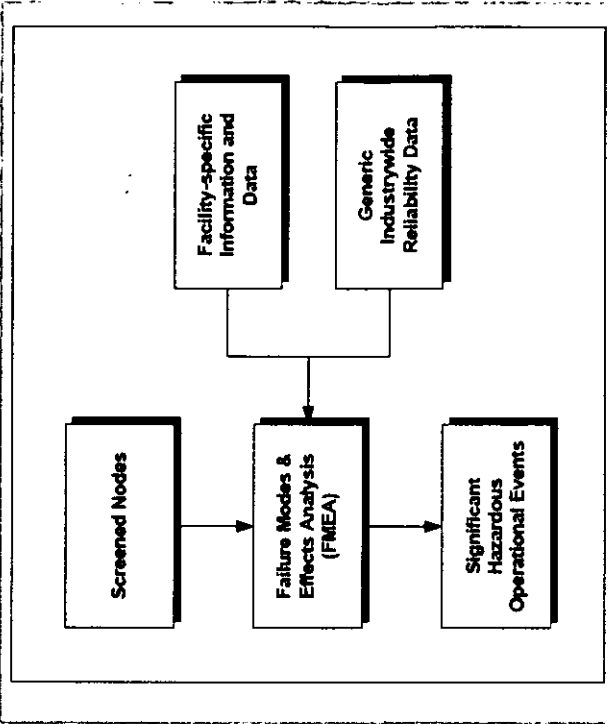 Screened Nodes
Failure Modes &
Effects Analysis
(FMEA)
Significant
Hazardous
Operational Events
Facility-specific
Information and
Data
Generic
Industrywide
Reliability Data